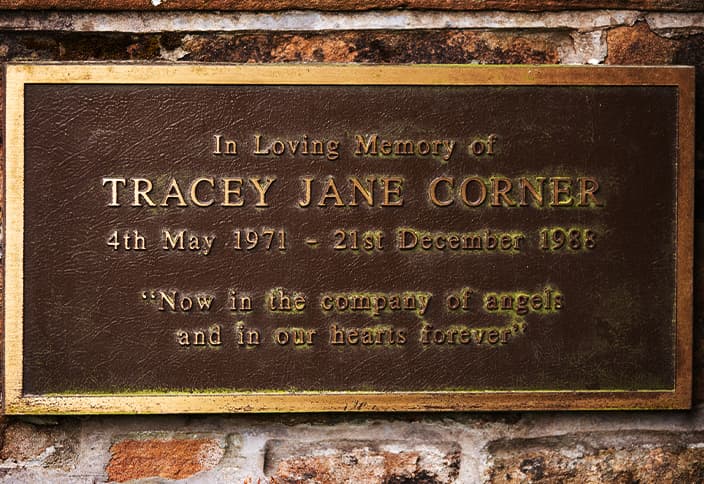 In Loving Memory of
TRACEY JANE CORNER
4th May 1971 - 21st December 1988
“Now in the company of angels
and in our hearts forever”